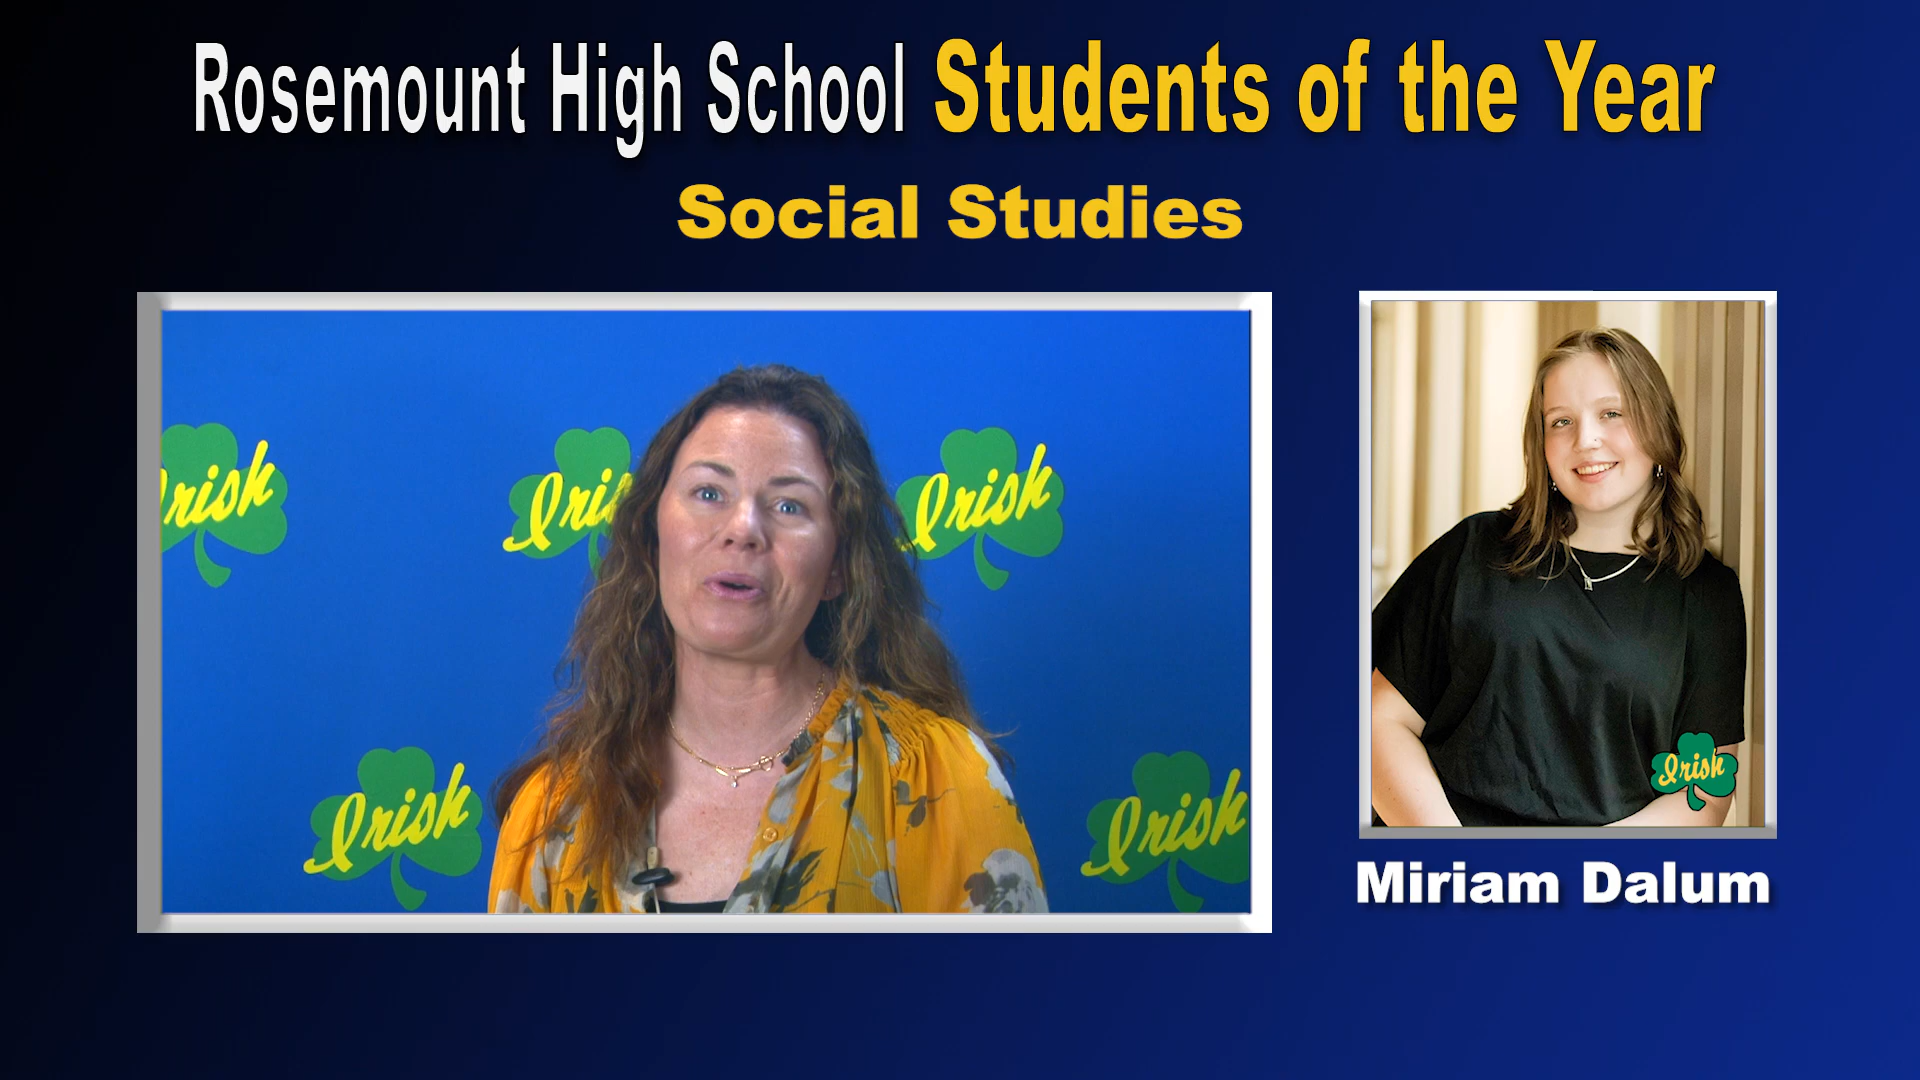 Rosemount High School Students of the Year
Social Studies
Irish
Irish
Irish
Irish
Irish
Irish
Miriam Dalum